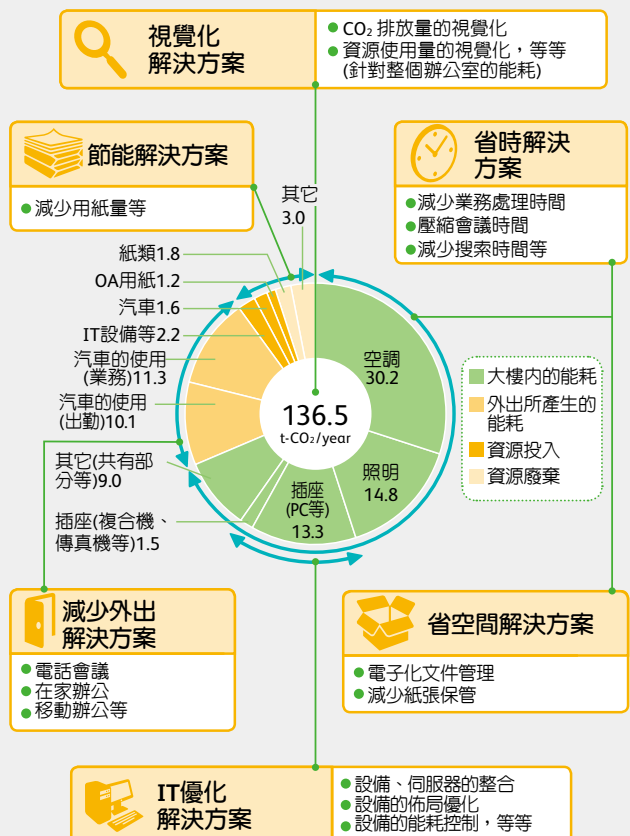 視覺化
解決方案
● CO₂ 排放量的視覺化
● 資源使用量的視覺化，等等
(針對整個辦公室的能耗)
節能解決方案
● 減少用紙量等
省時解決
方案
●減少業務處理時間
●壓縮會議時間
●減少搜索時間等
其它
3.0
紙類1.8
OA用紙1.2
汽車1.6
IT設備等2.2
汽車的使用
(業務)11.3
汽車的使用
(出勤)10.1
其它(共有部
分等)9.0
插座(複合機、
傳真機等)1.5
空調
30.2
照明
14.8
插座
(PC等)
13.3
136.5
t-CO₂/year
大樓内的能耗
外出所產生的
能耗
資源投入
資源廢棄
減少外出
解決方案
● 電話會議
● 在家辦公
● 移動辦公等
省空間解決方案
● 電子化文件管理
● 減少紙張保管
IT優化
解決方案
● 設備、伺服器的整合
● 設備的佈局優化
● 設備的能耗控制，等等